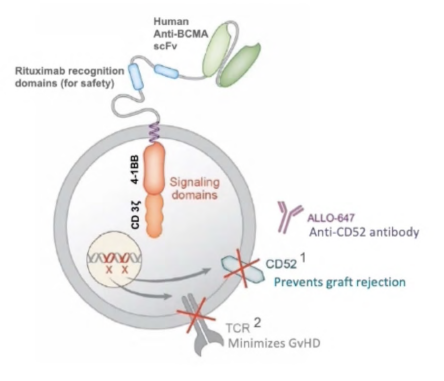 Human
Anti-BCMA
scFv
Rituximab recognition
domains (for safety)
4-1BB
CD 3ζ
Signaling
domains
ALLO-647
Anti-CD52 antibody
X X
CD52 1
Prevents graft rejection
TCR 2
Minimizes GvHD